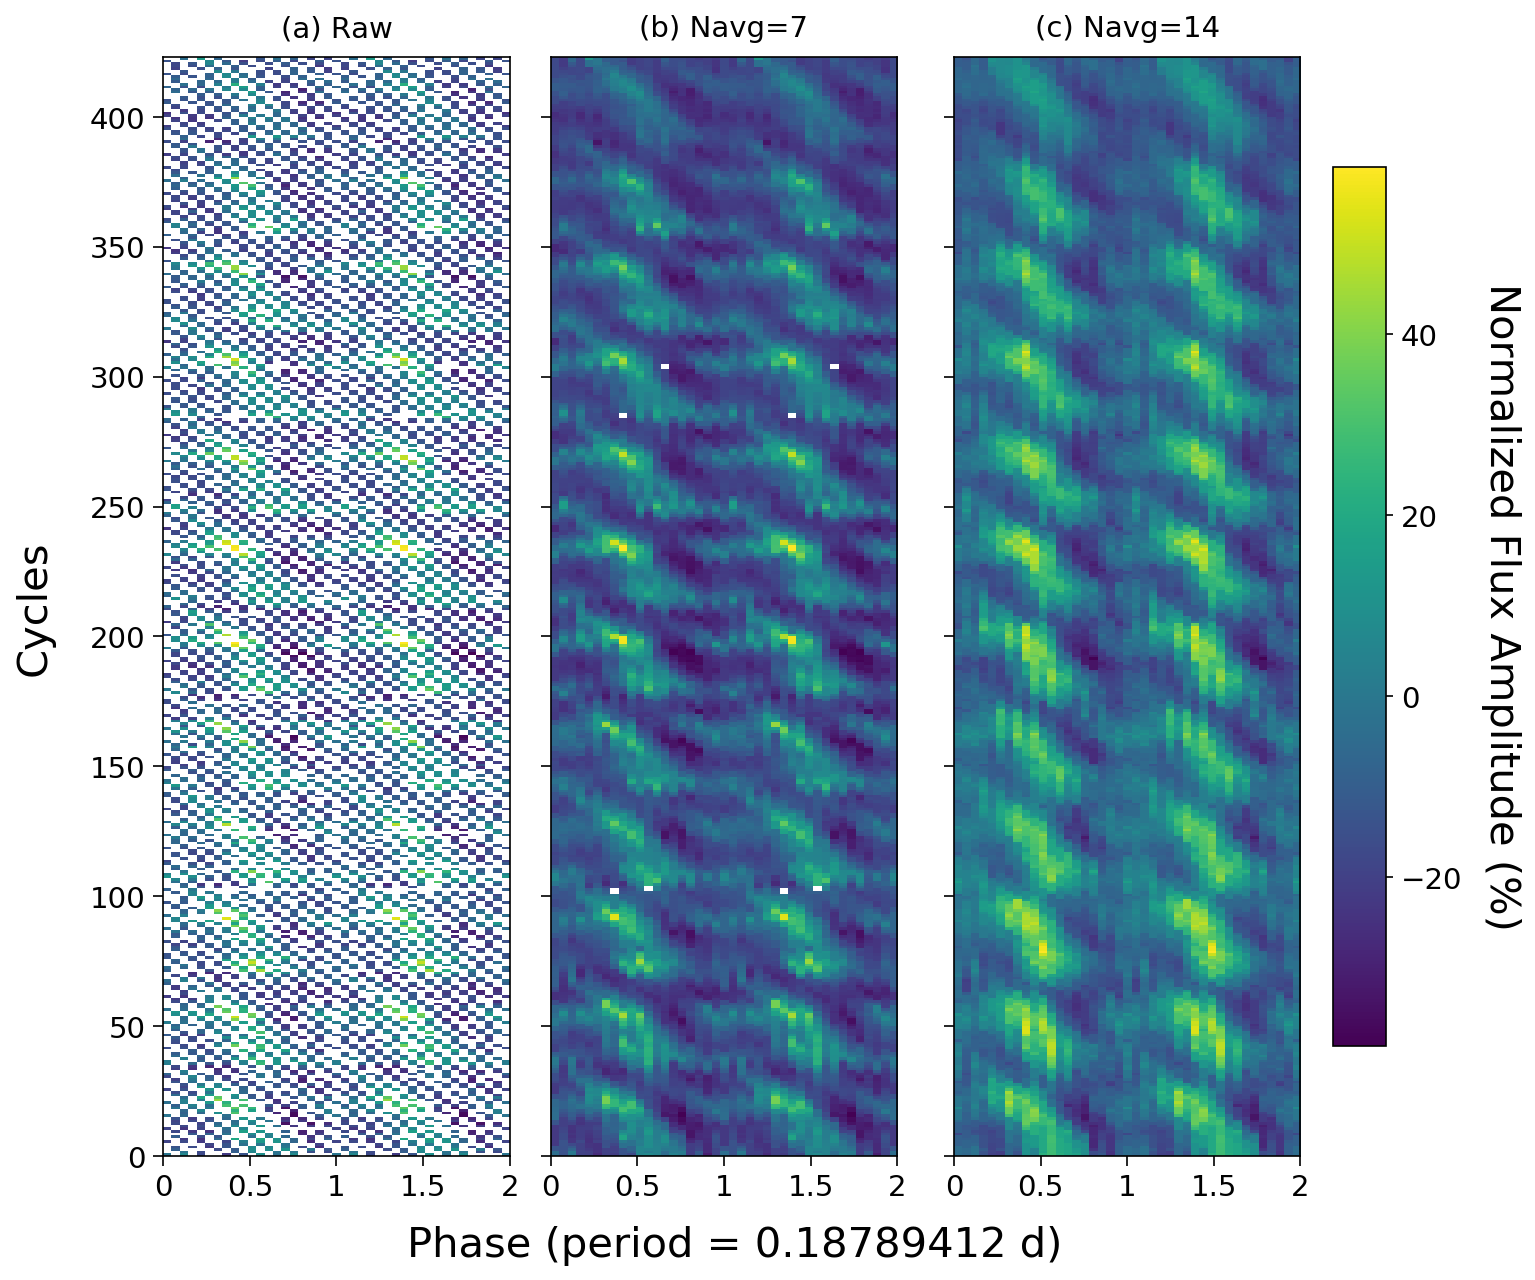 (a) Raw
(b) Navg=7
(c) Navg=14
400
350
300
250
200
150
100
50
0
Cycles
0 0.5 1 1.5 2
0 0.5 1 1.5 2
0 0.5 1 1.5 2
Phase (period = 0.18789412 d)
40
20
0
−20
Normalized Flux Amplitude (%)